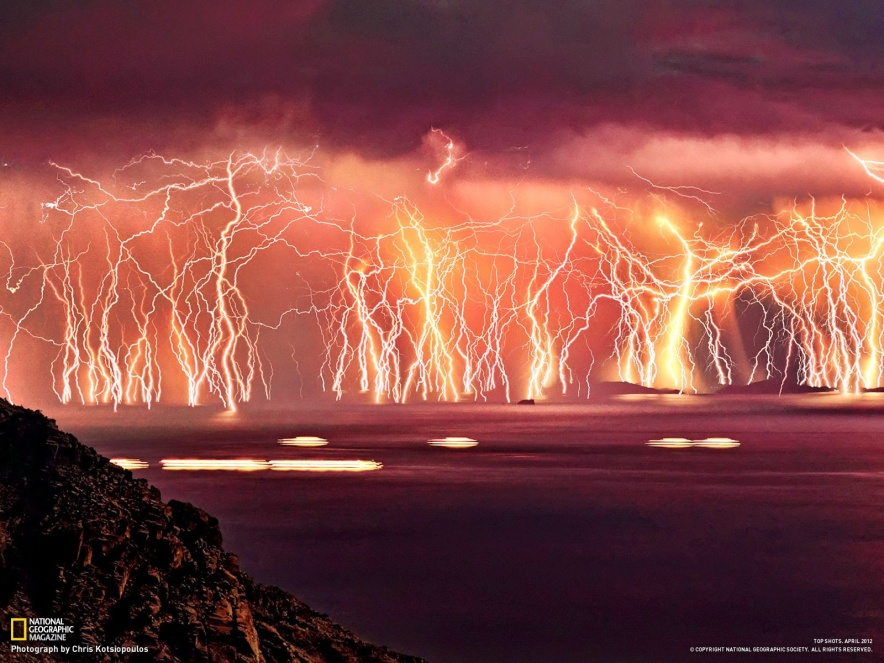 NATIONAL
GEOGRAPHIC
MAGAZINE
Photograph by Chris Kotsiopoulos
TOP SHOTS. APRIL 2012
© COPYRIGHT NATIONAL GEOGRAPHIC SOCIETY. ALL RIGHTS RESERVED.